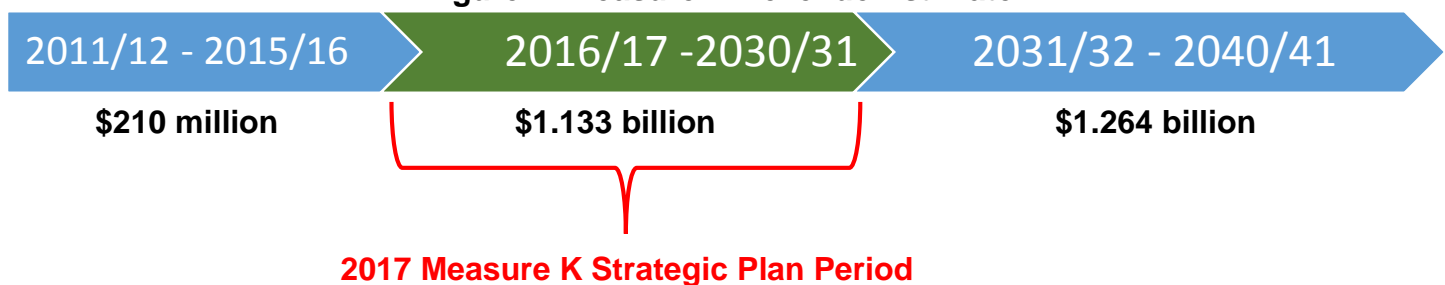 2011/12 - 2015/16 2016/17 -2030/31 2031/32 - 2040/41
$210 million $1.133 billion $1.264 billion
2017 Measure K Strategic Plan Period